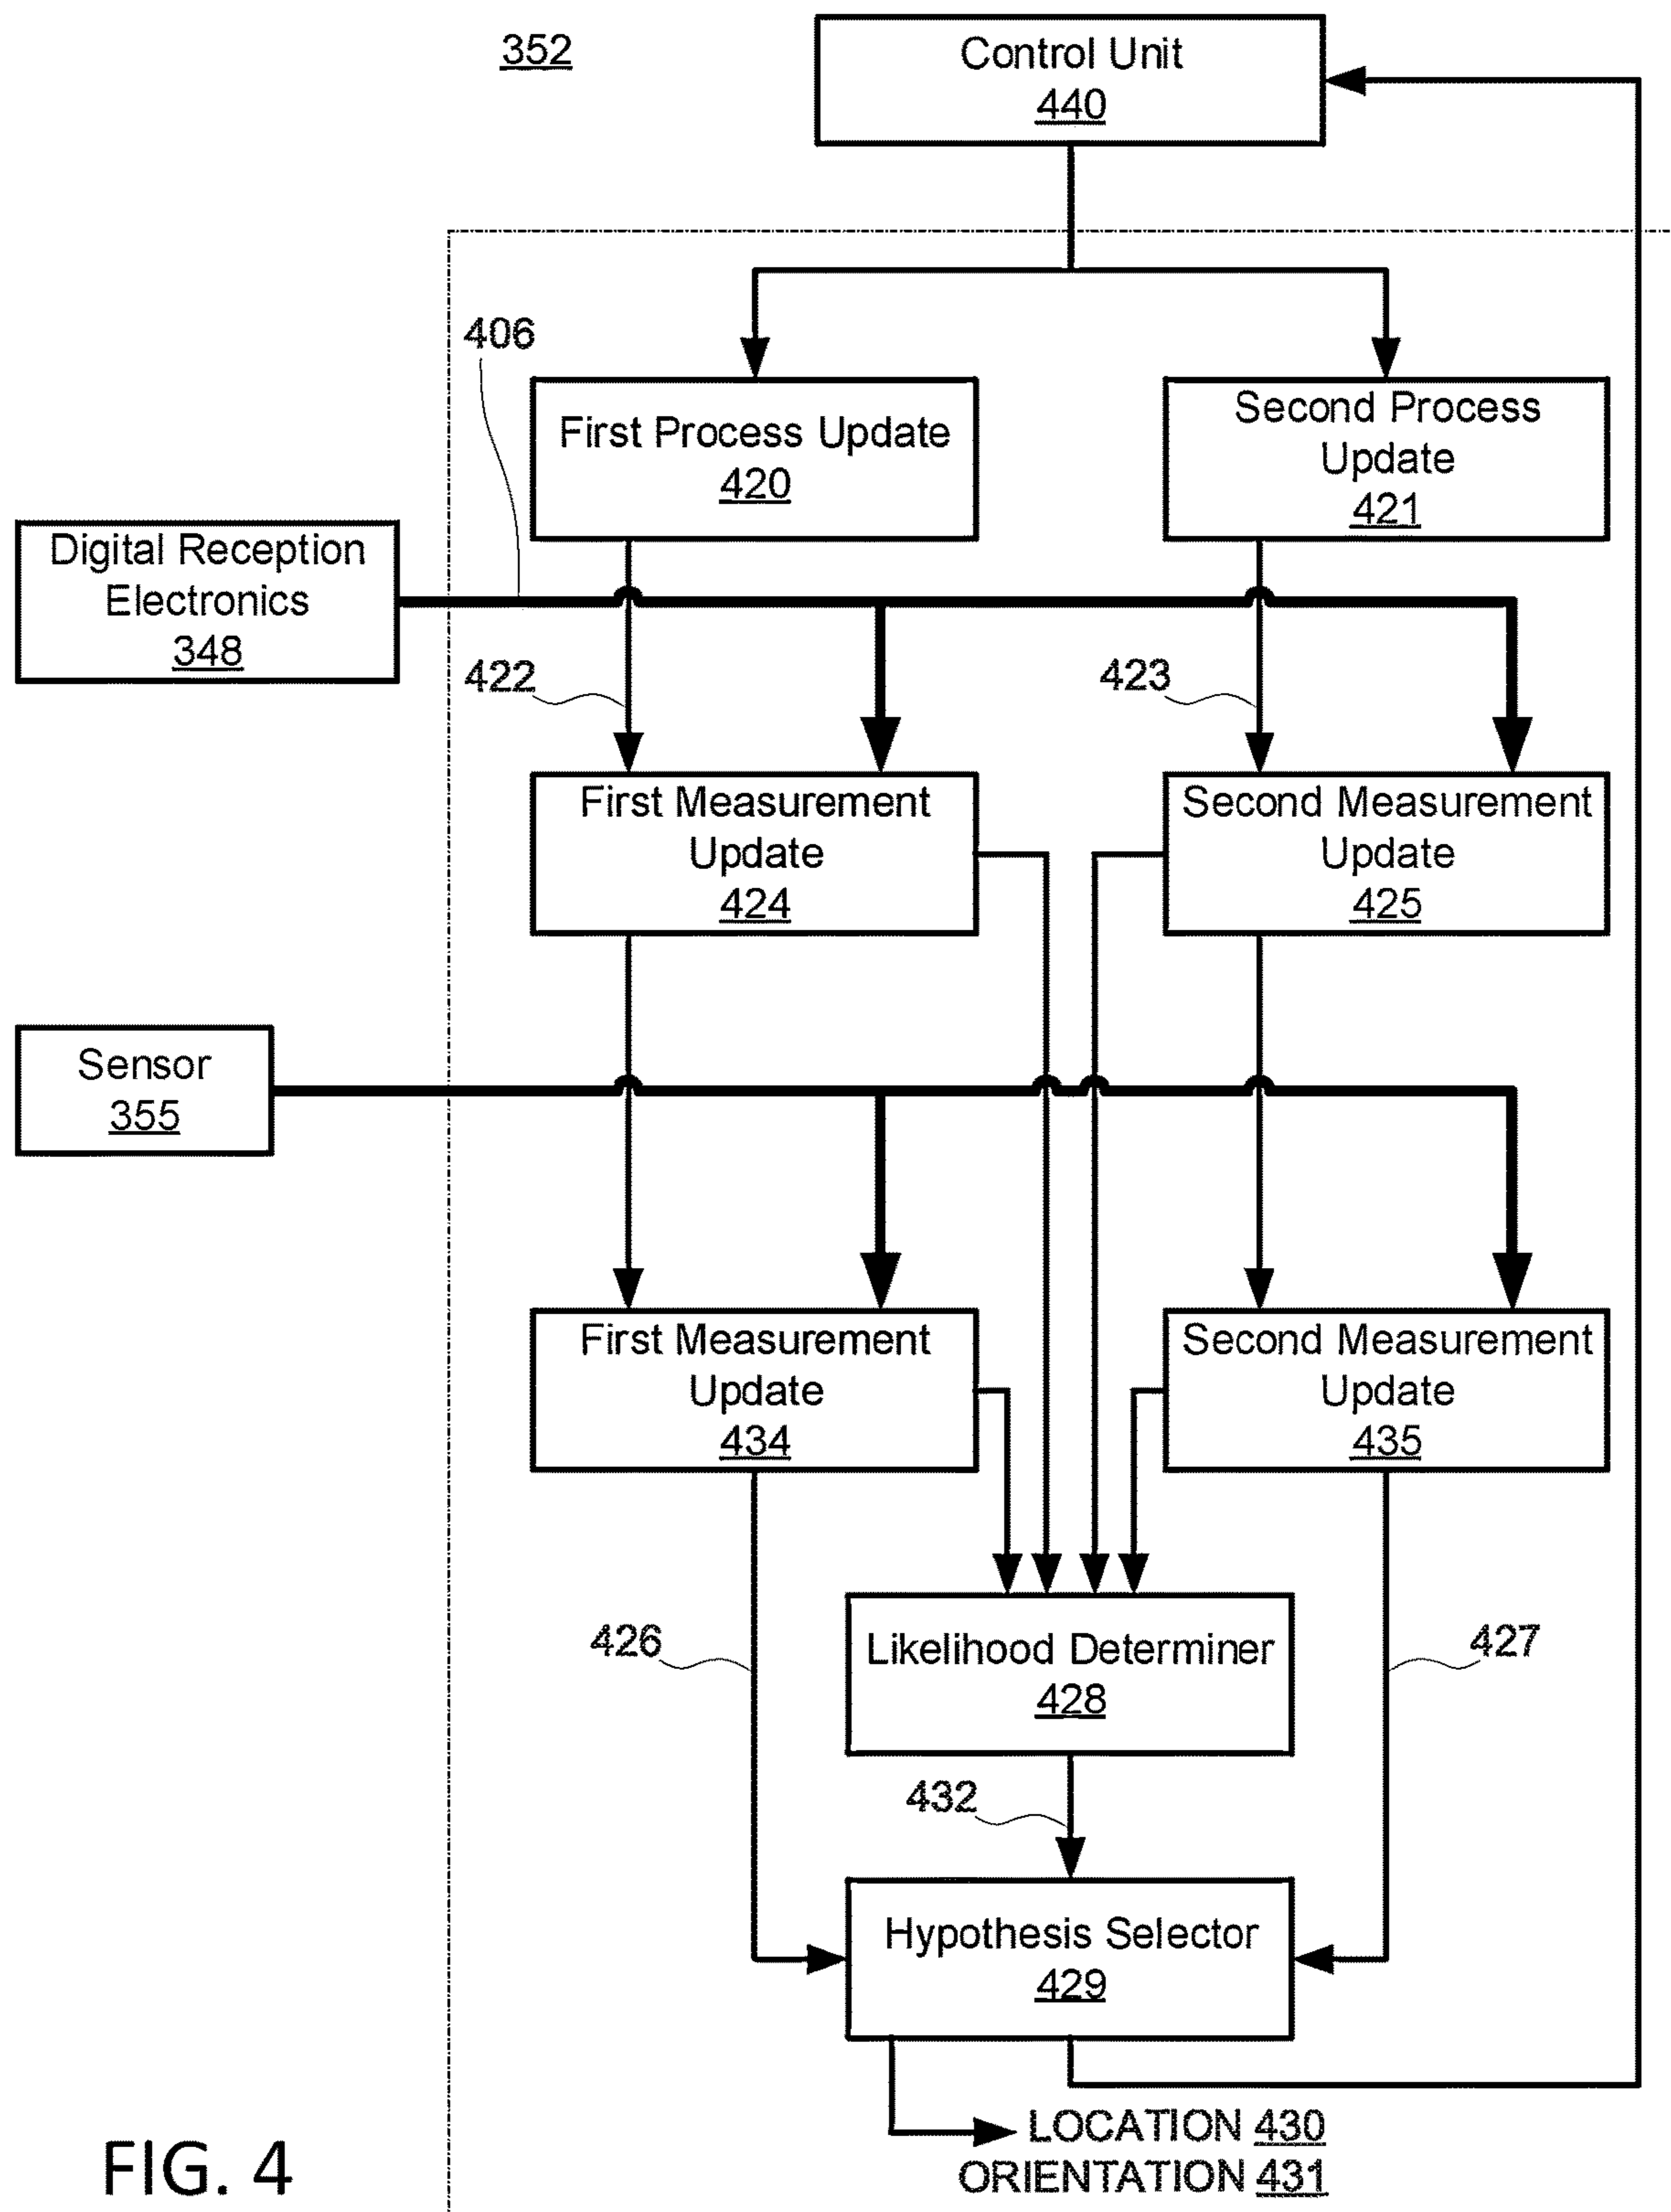 352
Control Unit
440
406
First Process Update
420
Second Process
Update
421
Digital Reception
Electronics
348
422
423
First Measurement
Update
424
Second Measurement
Update
425
Sensor
355
First Measurement
Update
434
Second Measurement
Update
435
426
Likelihood Determiner
428
427
432
Hypothesis Selector
429
LOCATION 430
ORIENTATION 431
FIG. 4